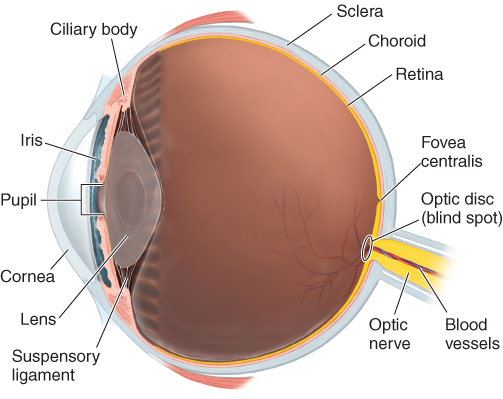 Sclera
Ciliary body
Choroid
Retina
Iris
Fovea
centralis
Pupil
Optic disc
(blind spot)
Cornea
Lens
Optic
nerve
Blood
vessels
Suspensory
ligament